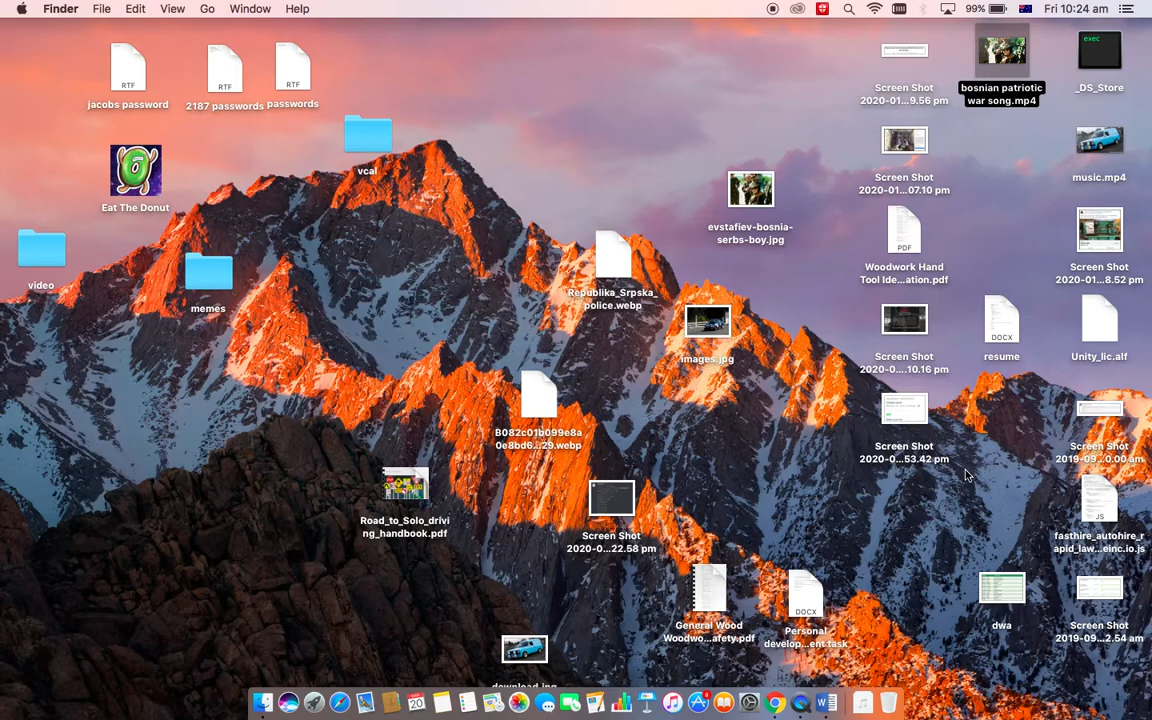 Finder File Edit View Go Window Help 99% Fri 10:24 am
RTF
RTF
RTF
jacobs password
2187 passwords
passwords
Eat The Donut
vcal
video
memes
evstafiev-bosnia-
serbs-boy.jpg
Republika_Srpska_
police.webp
images.jpg
B082c01b099e8a
0e8bd6...29.webp
Road_to_Solo_drivi
ng_handbook.pdf
Screen Shot
2020-0...22.58 pm
General Wood
Woodwo...afety.pdf
DOCX
Personal
develop...ent task
download.jpg
Screen Shot
2020-01...9.56 pm
bosnian patriotic
war song.mp4
exec
_DS_Store
Screen Shot
2020-01...07.10 pm
music.mp4
PDF
Woodwork Hand
Tool Ide...ation.pdf
Screen Shot
2020-01...8.52 pm
Screen Shot
2020-0....10.16 pm
DOCX
resume
Unity_lic.alf
Screen Shot
2020-0...53.42 pm
Screen Shot
2019-09...0.00 am
JS
fasthire_autohire_r
apid_law...einc.io.js
dwa
Screen Shot
2019-09...2.54 am
20